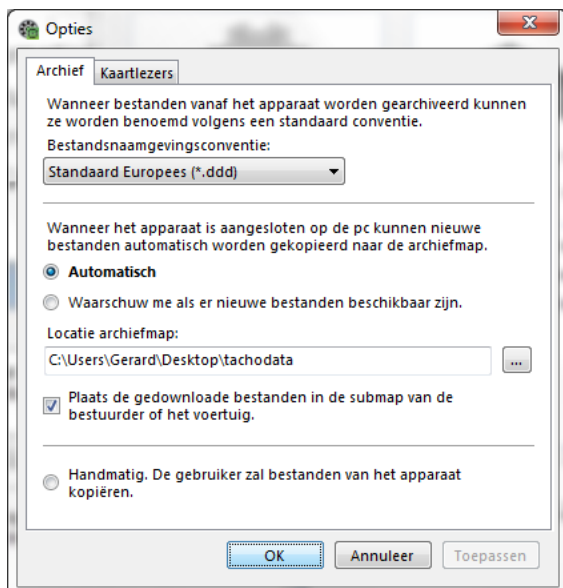 Opties
Archief
Kaartlezers
Wanneer bestanden vanaf het apparaat worden gearchiveerd kunnen
ze worden benoemd volgens een standaard conventie.
Bestandsnaamgevingsconventie:
Standaard Europees (*.ddd)
Wanneer het apparaat is aangesloten op de pc kunnen nieuwe
bestanden automatisch worden gekopieerd naar de archiefmap.
Automatisch
Waarschuw me als er nieuwe bestanden beschikbaar zijn.
Locatie archiefmap:
C:\Users\Gerard\Desktop\tachodata
...
Plaats de gedownloade bestanden in de submap van de
bestuurder of het voertuig.
Handmatig. De gebruiker zal bestanden van het apparaat
kopiëren.
OK
Annuleer
Toepassen